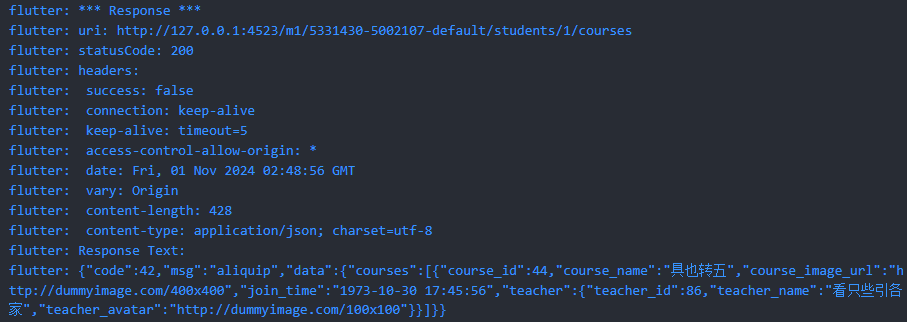 flutter: *** Response ***
flutter: uri: http://127.0.0.1:4523/m1/5331430-5002107-default/students/1/courses
flutter: statusCode: 200
flutter: headers:
flutter:  success: false
flutter:  connection: keep-alive
flutter:  keep-alive: timeout=5
flutter:  access-control-allow-origin: *
flutter:  date: Fri, 01 Nov 2024 02:48:56 GMT
flutter:  vary: Origin
flutter:  content-length: 428
flutter:  content-type: application/json; charset=utf-8
flutter: Response Text:
flutter: {"code":42,"msg":"aliquip","data":{"courses":[{"course_id":44,"course_name":"具也转五","course_image_url":"h
ttp://dummyimage.com/400x400","join_time":"1973-10-30 17:45:56","teacher":{"teacher_id":86,"teacher_name":"看只些引各
家","teacher_avatar":"http://dummyimage.com/100x100"}}]}}